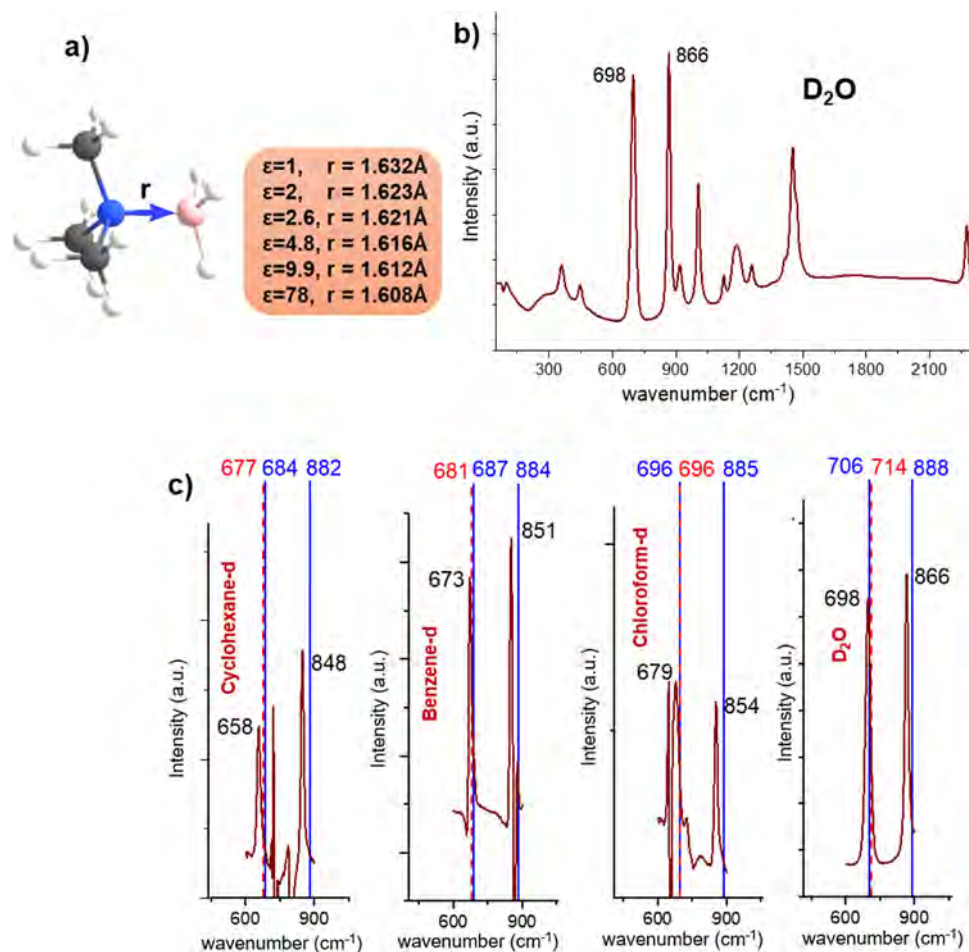 a)
r
ε=1, r = 1.632Å
ε=2, r = 1.623Å
ε=2.6, r = 1.621Å
ε=4.8, r = 1.616Å
ε=9.9, r = 1.612Å
ε=78, r = 1.608Å
b)
698
866
D₂O
Intensity (a.u.)
300 600 900 1200 1500 1800 2100
wavenumber (cm⁻¹)
c)
677 684 882
Cyclohexane-d
658
848
Intensity (a.u.)
600 900
wavenumber (cm⁻¹)
681 687 884
Benzene-d
673
851
Intensity (a.u.)
600 900
wavenumber (cm⁻¹)
696 696 885
Chloroform-d
679
854
Intensity (a.u.)
600 900
wavenumber (cm⁻¹)
706 714 888
D₂O
698
866
Intensity (a.u.)
600 900
wavenumber (cm⁻¹)